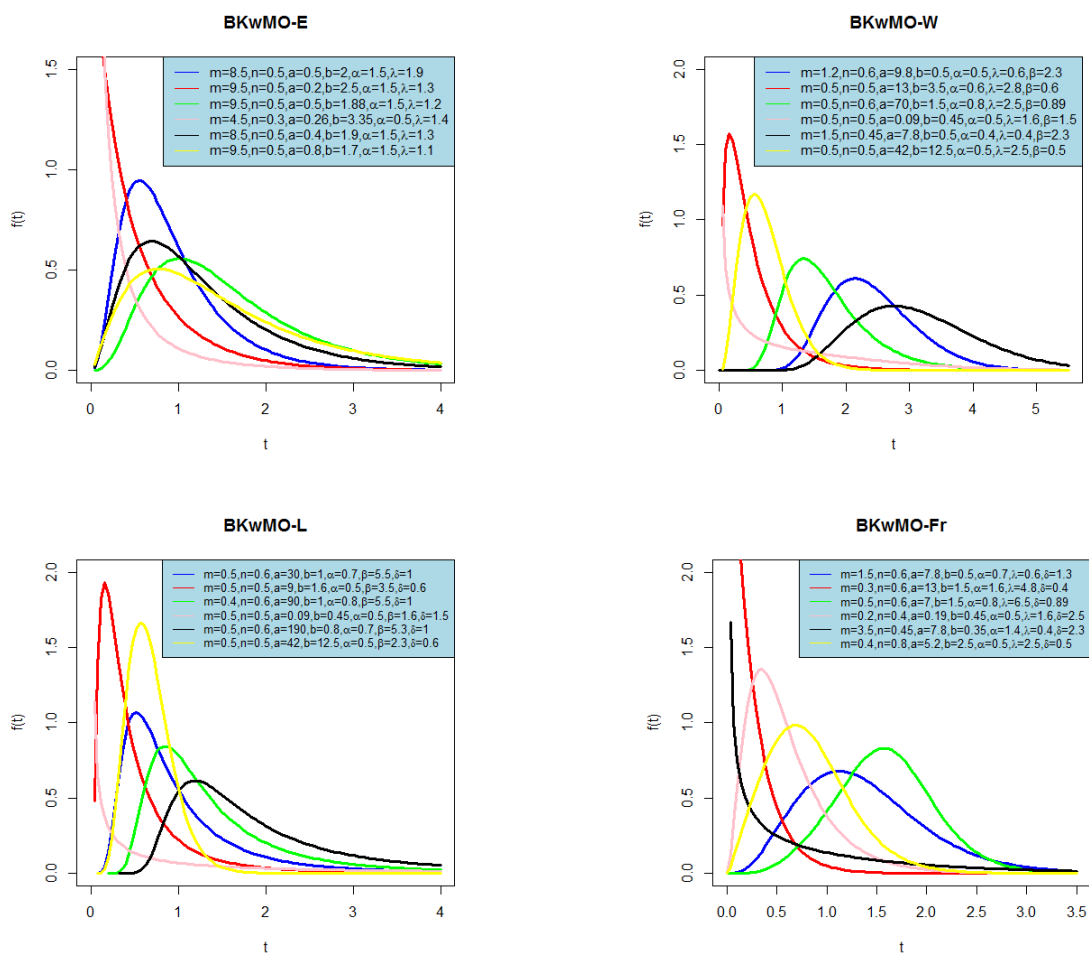 BKwMO-E
m=8.5,n=0.5,a=0.5,b=2,α=1.5,λ=1.9
m=9.5,n=0.5,a=0.2,b=2.5,α=1.5,λ=1.3
m=9.5,n=0.5,a=0.5,b=1.88,α=1.5,λ=1.2
m=4.5,n=0.3,a=0.26,b=3.35,α=0.5,λ=1.4
m=8.5,n=0.5,a=0.4,b=1.9,α=1.5,λ=1.3
m=9.5,n=0.5,a=0.8,b=1.7,α=1.5,λ=1.1
f(t)
1.5
1.0
0.5
0.0
0 1 2 3 4
t
BKwMO-W
m=1.2,n=0.6,a=9.8,b=0.5,α=0.5,λ=0.6,β=2.3
m=0.5,n=0.5,a=13,b=3.5,α=0.6,λ=2.8,β=0.6
m=0.5,n=0.6,a=70,b=1.5,α=0.8,λ=2.5,β=0.89
m=0.5,n=0.5,a=0.09,b=0.45,α=0.5,λ=1.6,β=1.5
m=1.5,n=0.45,a=7.8,b=0.5,α=0.4,λ=0.4,β=2.3
m=0.5,n=0.5,a=42,b=12.5,α=0.5,λ=2.5,β=0.5
f(t)
2.0
1.5
1.0
0.5
0.0
0 1 2 3 4 5
t
BKwMO-L
m=0.5,n=0.6,a=30,b=1,α=0.7,β=5.5,δ=1
m=0.5,n=0.5,a=9,b=1.6,α=0.5,β=3.5,δ=0.6
m=0.4,n=0.6,a=90,b=1,α=0.8,β=5.5,δ=1
m=0.5,n=0.5,a=0.09,b=0.45,α=0.5,β=1.6,δ=1.5
m=0.5,n=0.6,a=190,b=0.8,α=0.7,β=5.3,δ=1
m=0.5,n=0.5,a=42,b=12.5,α=0.5,β=2.3,δ=0.6
f(t)
2.0
1.5
1.0
0.5
0.0
0 1 2 3 4
t
BKwMO-Fr
m=1.5,n=0.6,a=7.8,b=0.5,α=0.7,λ=0.6,δ=1.3
m=0.3,n=0.6,a=13,b=1.5,α=1.6,λ=4.8,δ=0.4
m=0.5,n=0.6,a=7,b=1.5,α=0.8,λ=6.5,δ=0.89
m=0.2,n=0.4,a=0.19,b=0.45,α=0.5,λ=1.6,δ=2.5
m=3.5,n=0.45,a=7.8,b=0.35,α=1.4,λ=0.4,δ=2.3
m=0.4,n=0.8,a=5.2,b=2.5,α=0.5,λ=2.5,δ=0.5
f(t)
2.0
1.5
1.0
0.5
0.0
0.0 0.5 1.0 1.5 2.0 2.5 3.0 3.5
t